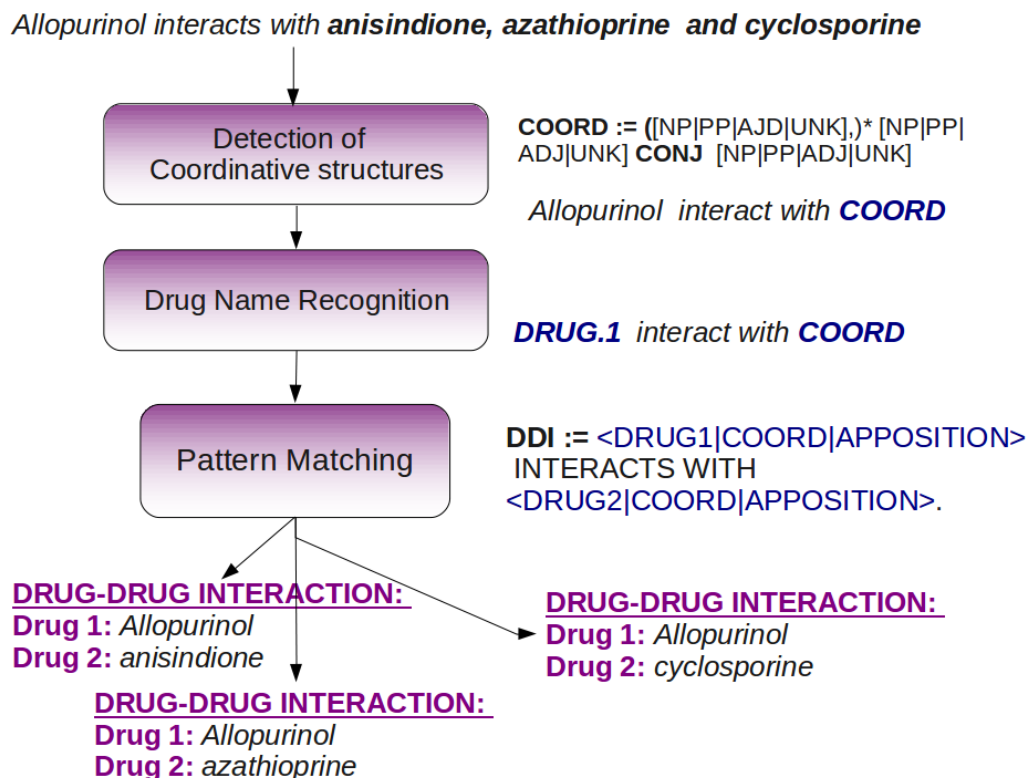 Allopurinol interacts with anisindione, azathioprine and cyclosporine
Detection of
Coordinative structures
COORD := ([NP|PP|AJD|UNK],)* [NP|PP|
ADJ|UNK] CONJ [NP|PP|ADJ|UNK]
Allopurinol interact with COORD
Drug Name Recognition
DRUG.1 interact with COORD
Pattern Matching
DDI := <DRUG1|COORD|APPOSITION>
INTERACTS WITH
<DRUG2|COORD|APPOSITION>.
DRUG-DRUG INTERACTION:
Drug 1: Allopurinol
Drug 2: anisindione
DRUG-DRUG INTERACTION:
Drug 1: Allopurinol
Drug 2: cyclosporine
DRUG-DRUG INTERACTION:
Drug 1: Allopurinol
Drug 2: azathioprine